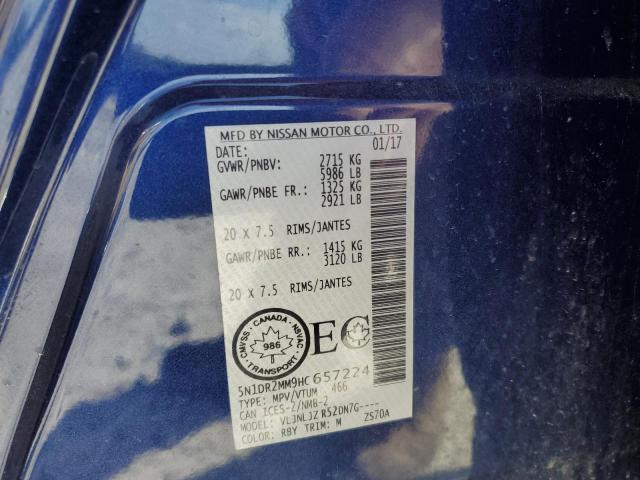 MFD BY NISSAN MOTOR CO., LTD.
DATE: 01/17
GVWR/PNBV: 2715 KG
5986 LB
GAWR/PNBE FR.: 1325 KG
2921 LB
20 X 7.5 RIMS/JANTES
GAWR/PNBE RR.: 1415 KG
3120 LB
20 X 7.5 RIMS/JANTES
CANADA
CMVSS NSVAC
986
TRANSPORT
EC
5N1DR2MM9HC657224
TYPE: MPV/VTUM 466
CAN ICES-2/NMB-2
MODEL: VLJNLJZ R52DN7G----
COLOR: RBY TRIM: M ZS70A